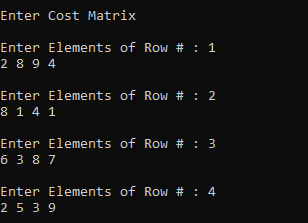 Enter Cost Matrix
Enter Elements of Row # : 1
2 8 9 4
Enter Elements of Row # : 2
8 1 4 1
Enter Elements of Row # : 3
6 3 8 7
Enter Elements of Row # : 4
2 5 3 9